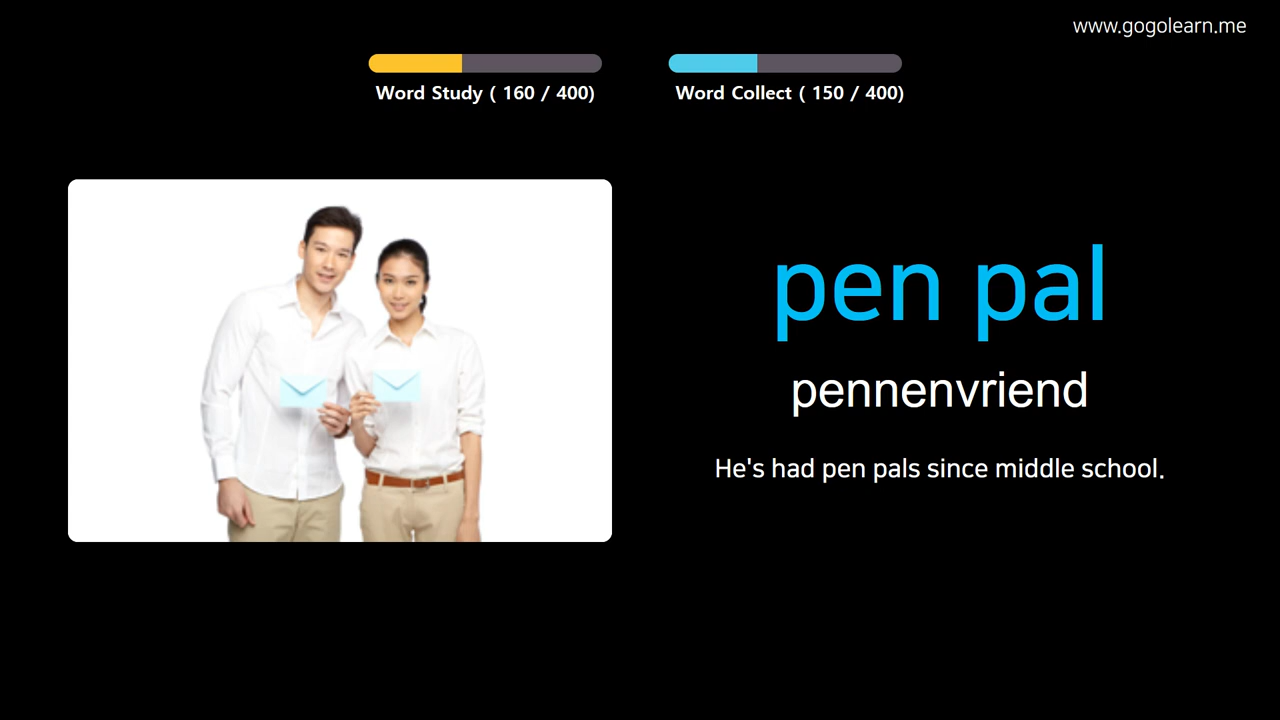 www.gogolearn.me
Word Study ( 160 / 400)
Word Collect ( 150 / 400)
pen pal
pennenvriend
He's had pen pals since middle school.